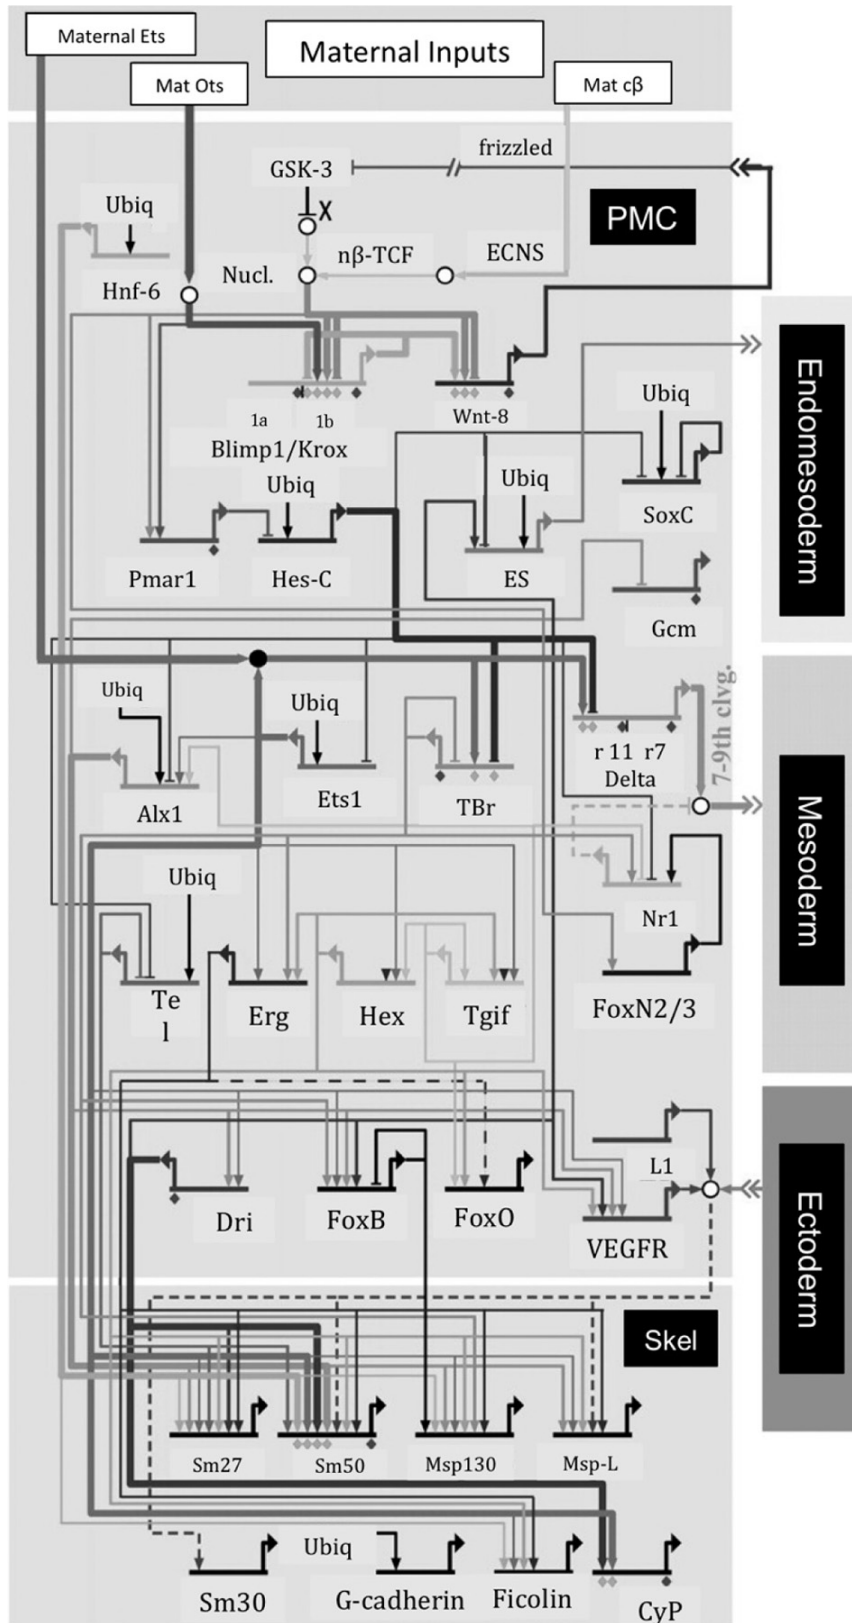 Maternal Ets
Maternal Inputs
Mat Ots
Mat cβ
frizzled
GSK-3
X
PMC
Ubiq
nβ-TCF
ECNS
Nucl.
Hnf-6
Endomesoderm
1a
1b
Wnt-8
Blimp1/Krox
Ubiq
Ubiq
Ubiq
SoxC
Pmar1
Hes-C
ES
Gcm
7-9th clvg.
Ubiq
Ubiq
r 11 r7
Delta
Alx1
Ets1
TBr
Mesoderm
Ubiq
Nr1
Te
l
Erg
Hex
Tgif
FoxN2/3
L1
Dri
FoxB
FoxO
VEGFR
Ectoderm
Skel
Sm27
Sm50
Msp130
Msp-L
Ubiq
Sm30
G-cadherin
Ficolin
CyP